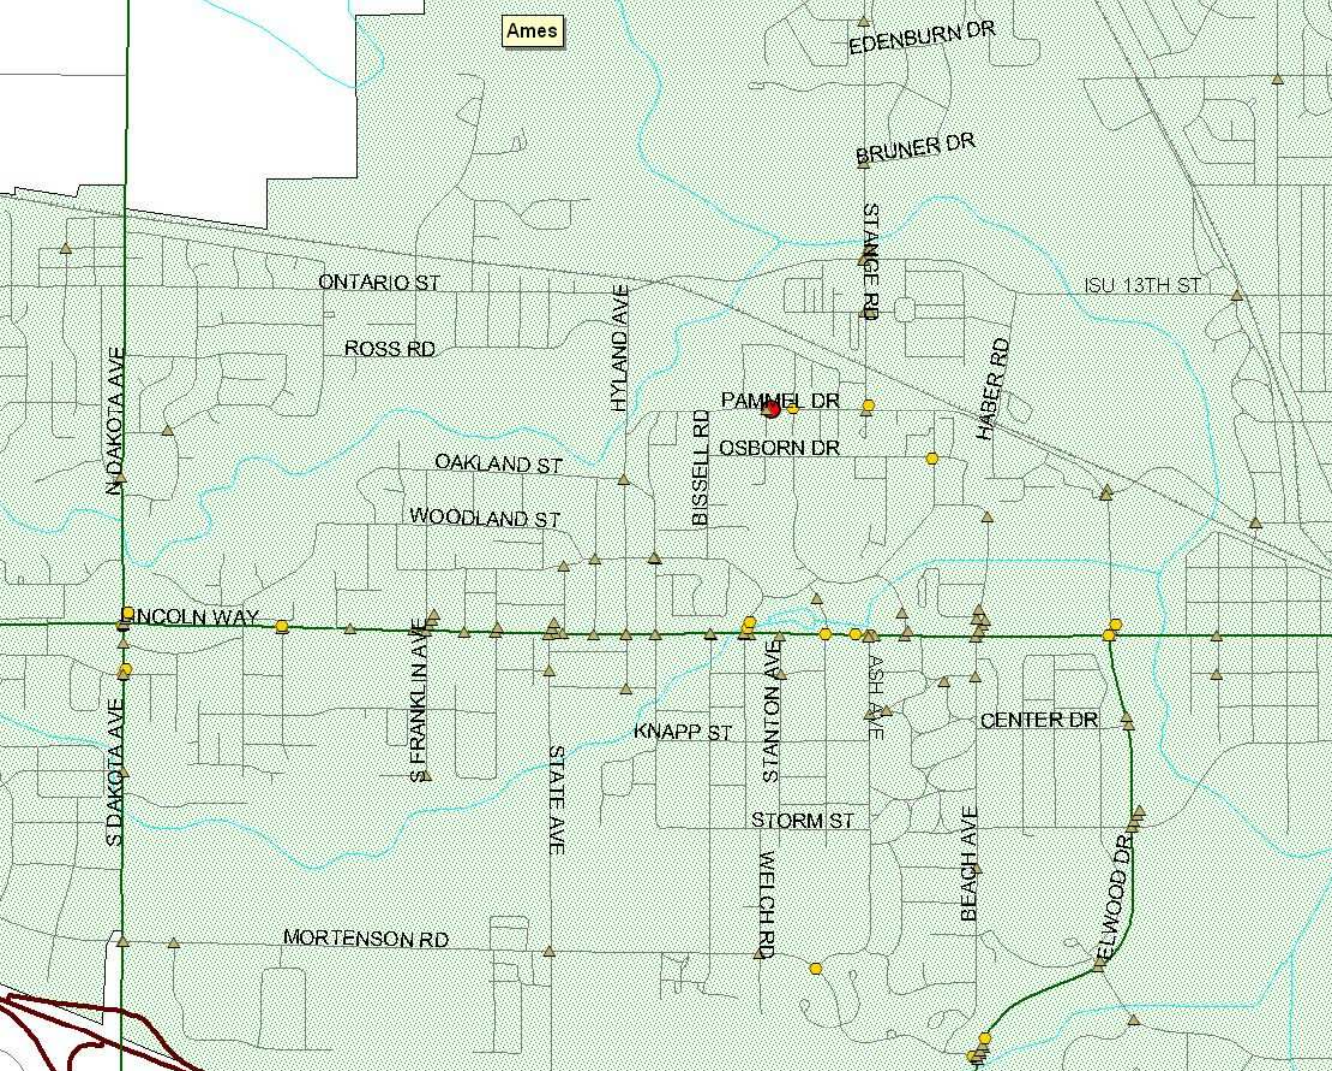 Ames
EDENBURN DR
BRUNER DR
STANGE RD
ONTARIO ST
ISU 13TH ST
HYLAND AVE
ROSS RD
N DAKOTA AVE
HABER RD
PAMMEL DR
BISSELL RD
OSBORN DR
OAKLAND ST
WOODLAND ST
LINCOLN WAY
S FRANKLIN AVE
STANTON AVE
ASH AVE
S DAKOTA AVE
KNAPP ST
CENTER DR
STATE AVE
STORM ST
BEACH AVE
ELWOOD DR
WELCH RD
MORTENSON RD